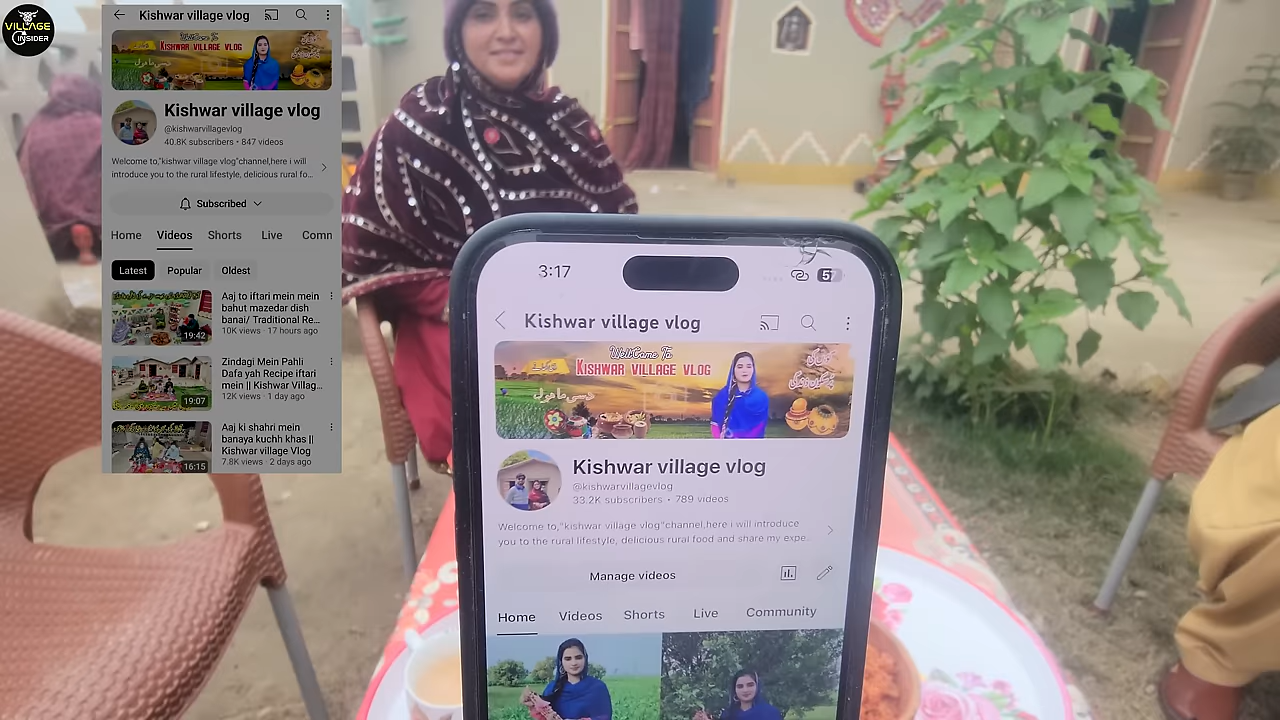 VILLAGE
INSIDER
Kishwar village vlog
WellCome To
KISHWAR VILLAGE VLOG
دیسی ماحول
Kishwar village vlog
@kishwarvillagevlog
40.8K subscribers • 847 videos
Welcome to,"kishwar village vlog"channel,here i will
introduce you to the rural lifestyle, delicious rural fo...
Subscribed
Home Videos Shorts Live Comn
Latest Popular Oldest
Aaj to iftari mein mein
bahut mazedar dish
banai/ Traditional Re...
10K views · 17 hours ago
19:42
Zindagi Mein Pahli
Dafa yah Recipe iftari
mein || Kishwar Villag...
12K views · 1 day ago
19:07
Aaj ki shahri mein
banaya kuchh khas ||
Kishwar village Vlog
7.8K views · 2 days ago
16:15
3:17
57
Kishwar village vlog
WellCome To
KISHWAR VILLAGE VLOG
دیسی ماحول
Kishwar village vlog
@kishwarvillagevlog
33.2K subscribers • 789 videos
Welcome to,"kishwar village vlog"channel,here i will introduce
you to the rural lifestyle, delicious rural food and share my expe...
Manage videos
Home Videos Shorts Live Community